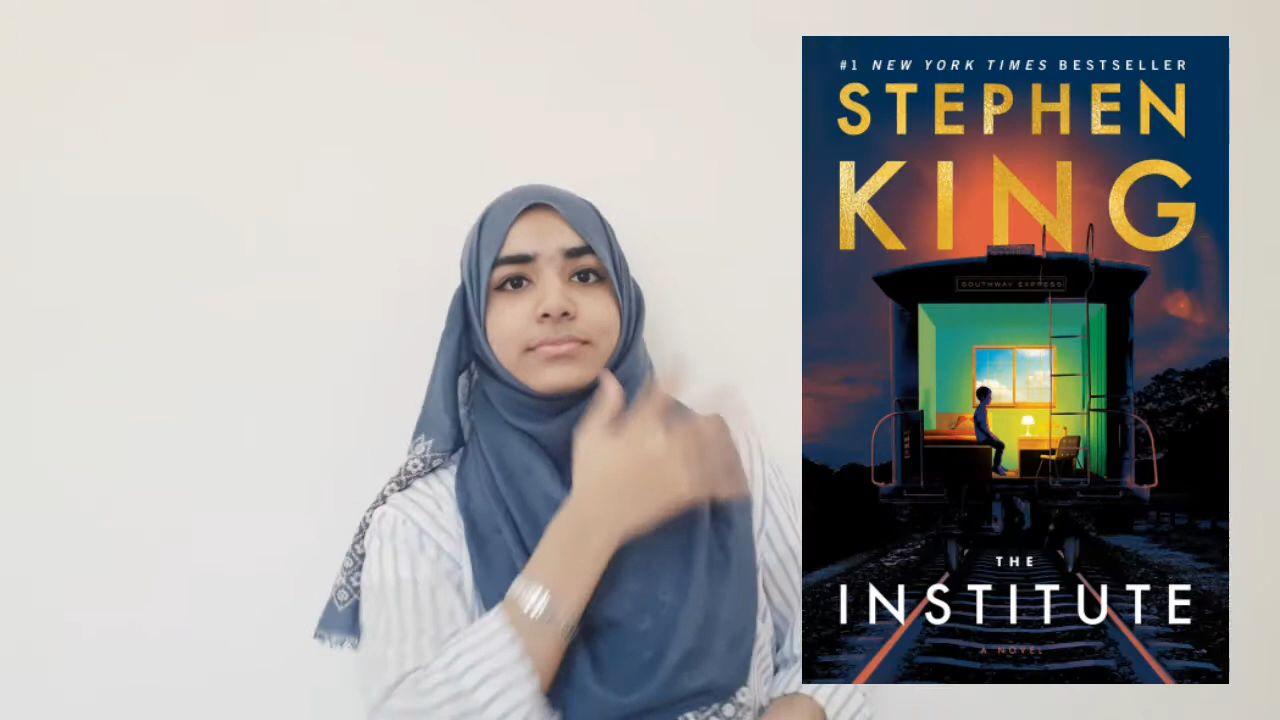 #1 NEW YORK TIMES BESTSELLER
STEPHEN
KING
SOUTHWAY EXPRESS
THE
INSTITUTE
A NOVEL